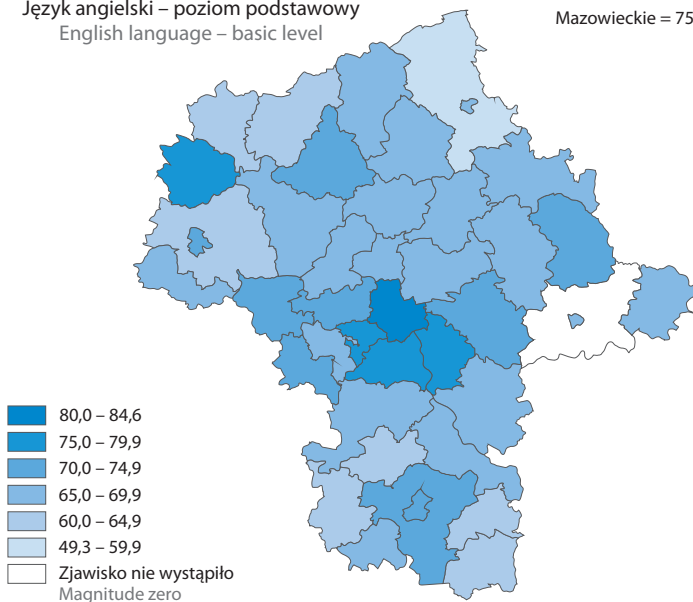 Język angielski – poziom podstawowy
English language – basic level
Mazowieckie = 75
80,0 – 84,6
75,0 – 79,9
70,0 – 74,9
65,0 – 69,9
60,0 – 64,9
49,3 – 59,9
Zjawisko nie wystąpiło
Magnitude zero